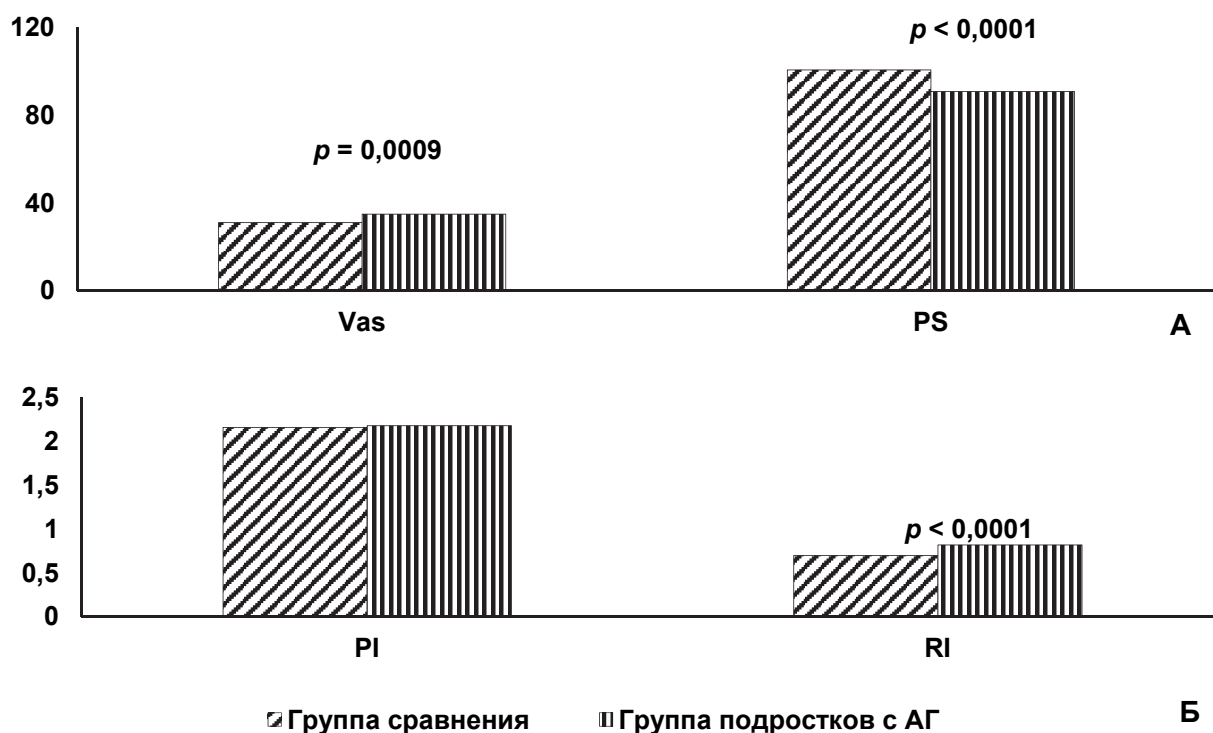 120
p < 0,0001
80
p = 0,0009
40
0
Vas
PS
А
2,5
2
1,5
1
p < 0,0001
0,5
0
PI
RI
Группа сравнения
Группа подростков с АГ
Б